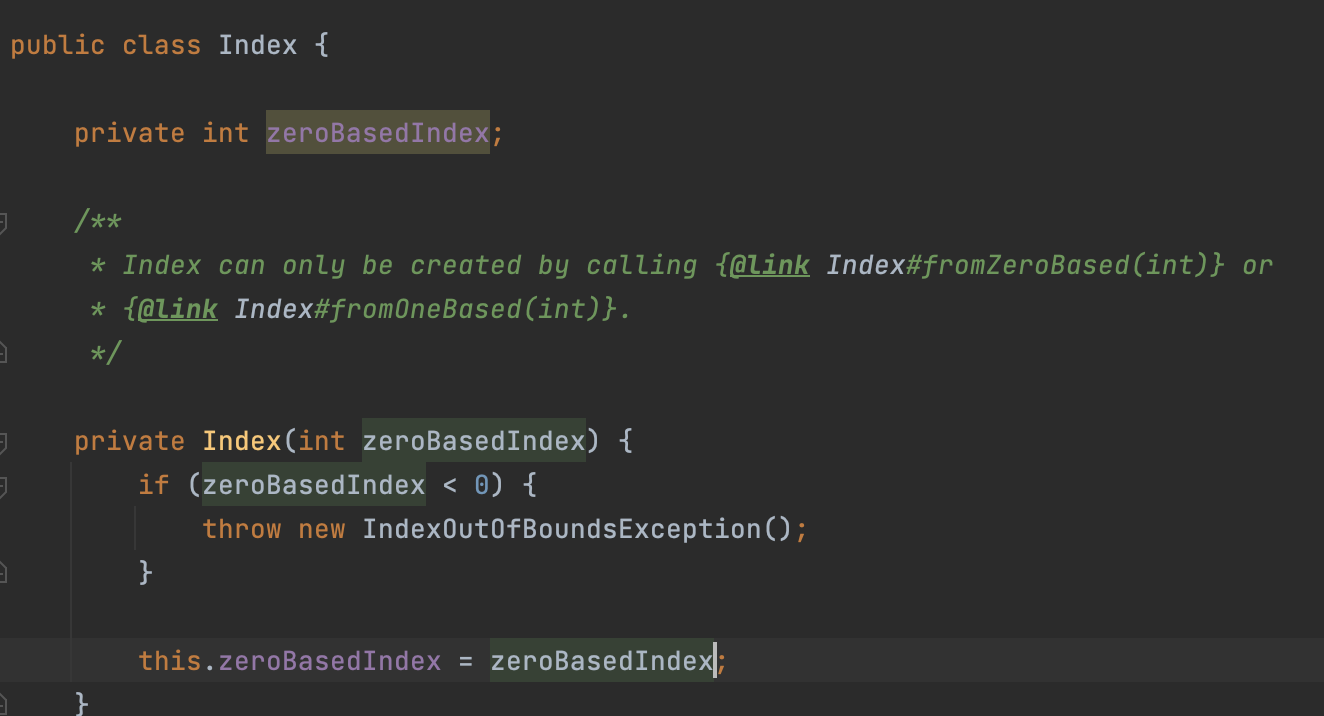 public class Index {
private int zeroBasedIndex;
/**
* Index can only be created by calling {@link Index#fromZeroBased(int)} or
* {@link Index#fromOneBased(int)}.
*/
private Index(int zeroBasedIndex) {
if (zeroBasedIndex < 0) {
throw new IndexOutOfBoundsException();
}
this.zeroBasedIndex = zeroBasedIndex;
}